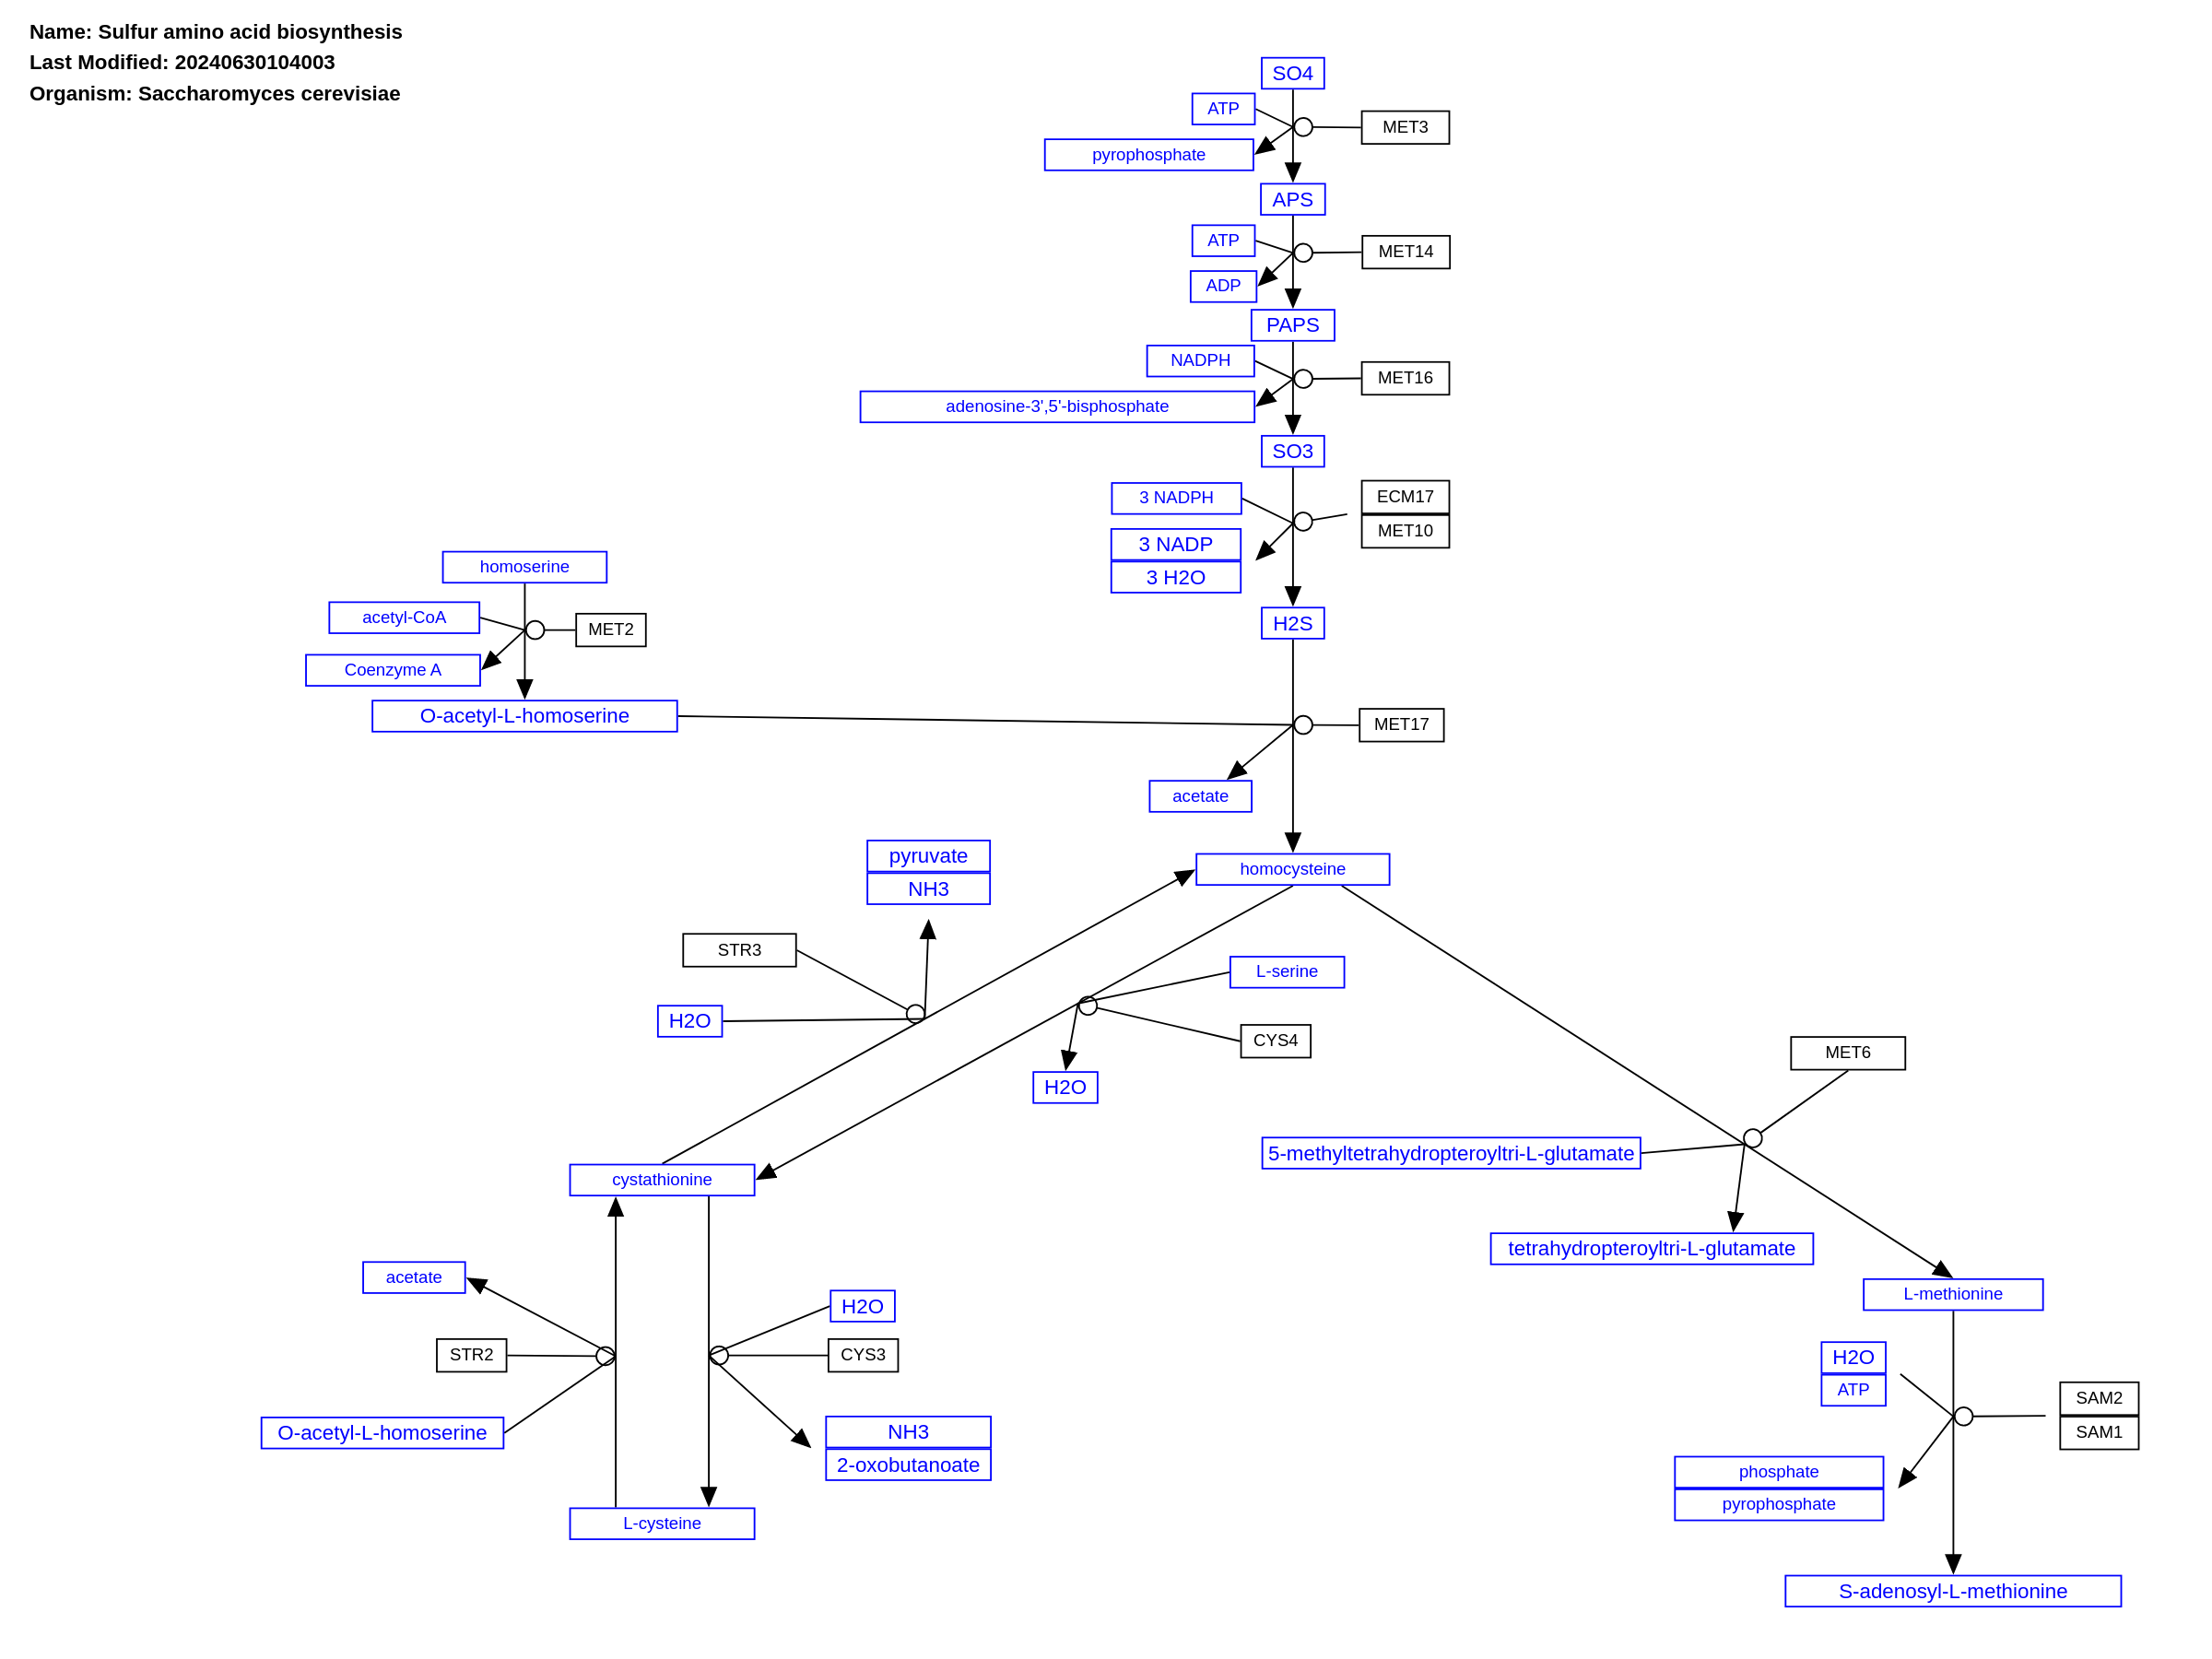 Name: Sulfur amino acid biosynthesis
Last Modified: 20240630104003
Organism: Saccharomyces cerevisiae
SO4
ATP
MET3
pyrophosphate
APS
ATP
MET14
ADP
PAPS
NADPH
MET16
adenosine-3',5'-bisphosphate
SO3
3 NADPH
ECM17
MET10
3 NADP
3 H2O
homoserine
acetyl-CoA
MET2
H2S
Coenzyme A
O-acetyl-L-homoserine
MET17
acetate
pyruvate
NH3
homocysteine
STR3
L-serine
H2O
CYS4
H2O
MET6
5-methyltetrahydropteroyltri-L-glutamate
cystathionine
tetrahydropteroyltri-L-glutamate
acetate
L-methionine
H2O
STR2
CYS3
H2O
ATP
SAM2
SAM1
O-acetyl-L-homoserine
NH3
2-oxobutanoate
phosphate
pyrophosphate
L-cysteine
S-adenosyl-L-methionine